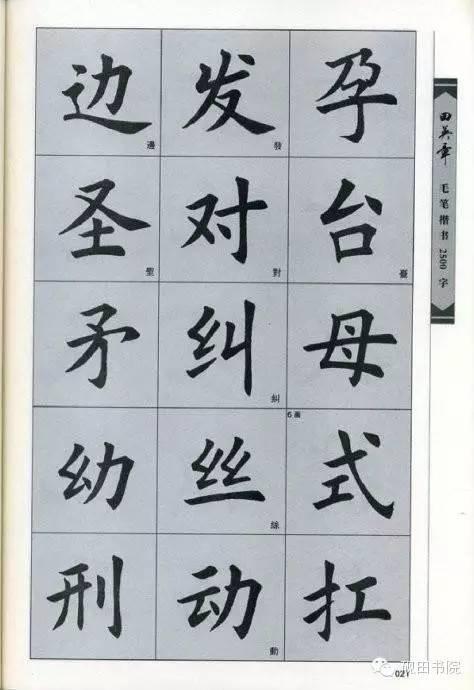 边 邊 发 發 孕
圣 聖 对 對 台 臺
矛 纠 糾 母
幼 丝 絲 6画 式
刑 动 動 扛
田英章 毛笔楷书2500字
021
砚田书院